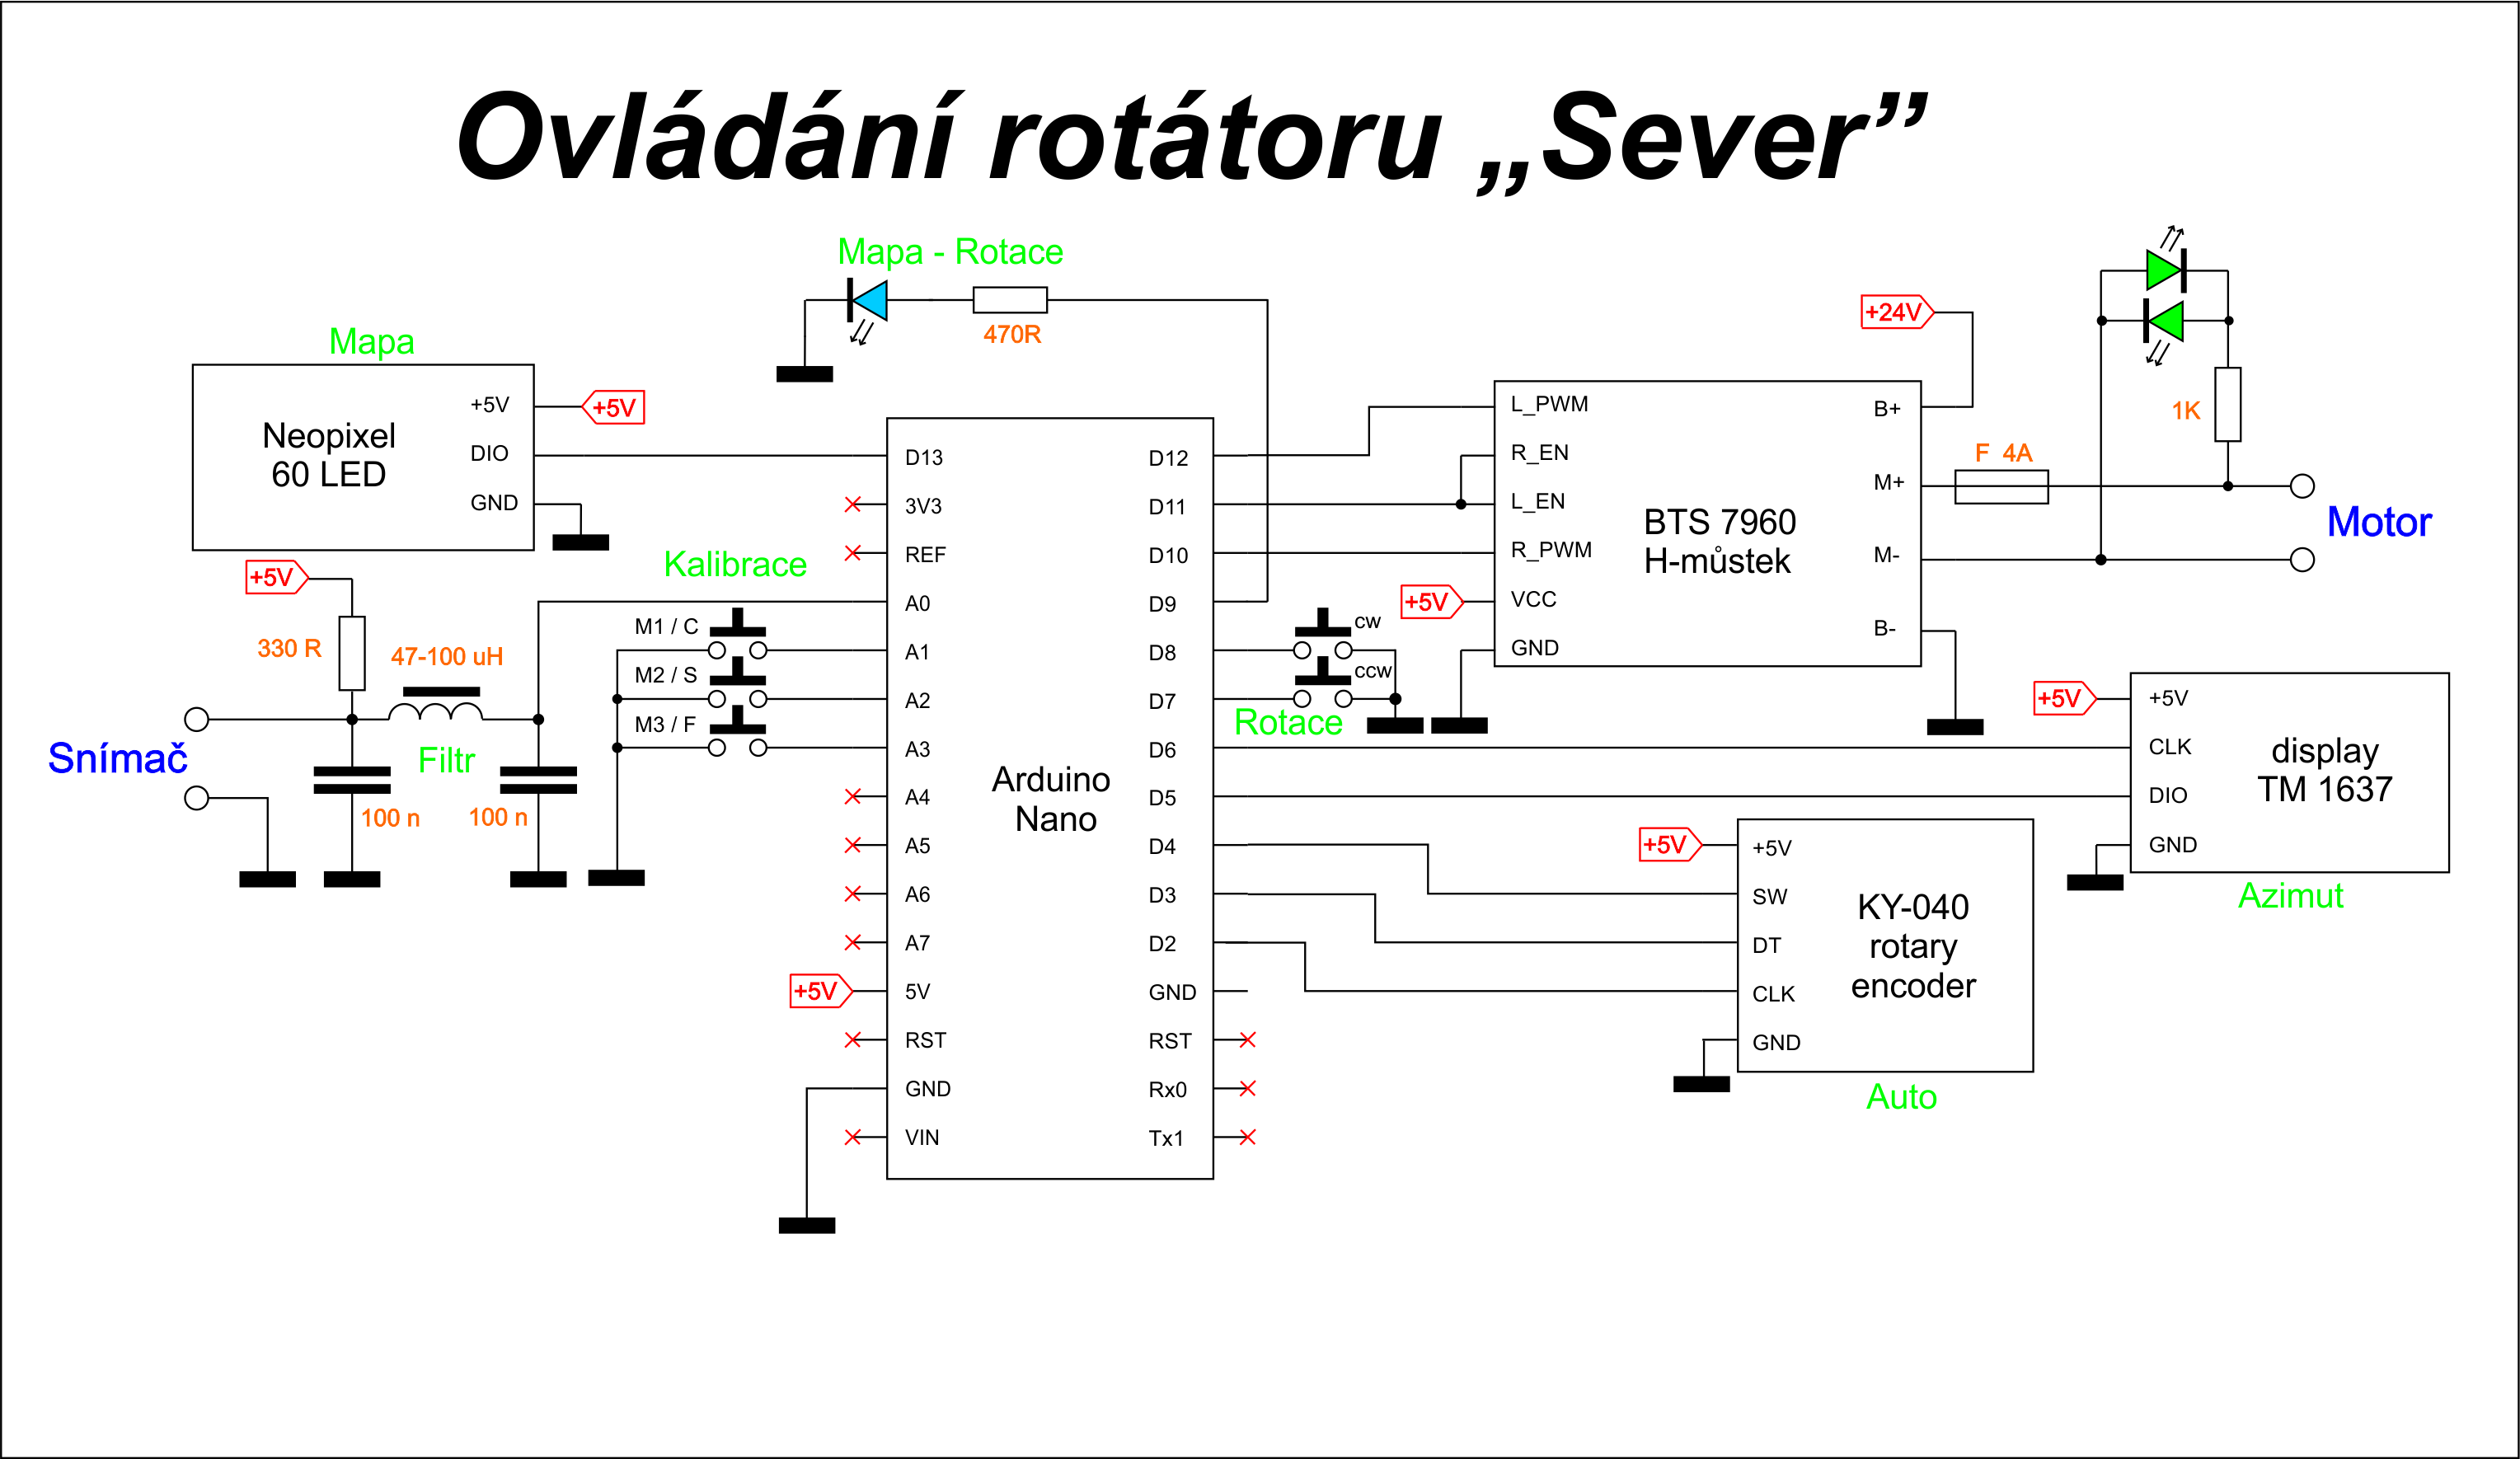 Ovládání rotátoru „Sever”
Mapa - Rotace
470R
Mapa
Neopixel
60 LED
+5V
DIO
GND
+5V
+5V
330 R
47-100 uH
Filtr
100 n
100 n
Snímač
Kalibrace
M1 / C
M2 / S
M3 / F
+5V
Arduino
Nano
D13
3V3
REF
A0
A1
A2
A3
A4
A5
A6
A7
5V
RST
GND
VIN
D12
D11
D10
D9
D8
D7
D6
D5
D4
D3
D2
GND
RST
Rx0
Tx1
cw
ccw
Rotace
+5V
L_PWM
R_EN
L_EN
R_PWM
VCC
GND
BTS 7960
H-můstek
B+
M+
M-
B-
+24V
F 4A
1K
Motor
+5V
+5V
CLK
DIO
GND
display
TM 1637
Azimut
+5V
+5V
SW
DT
CLK
GND
KY-040
rotary
encoder
Auto